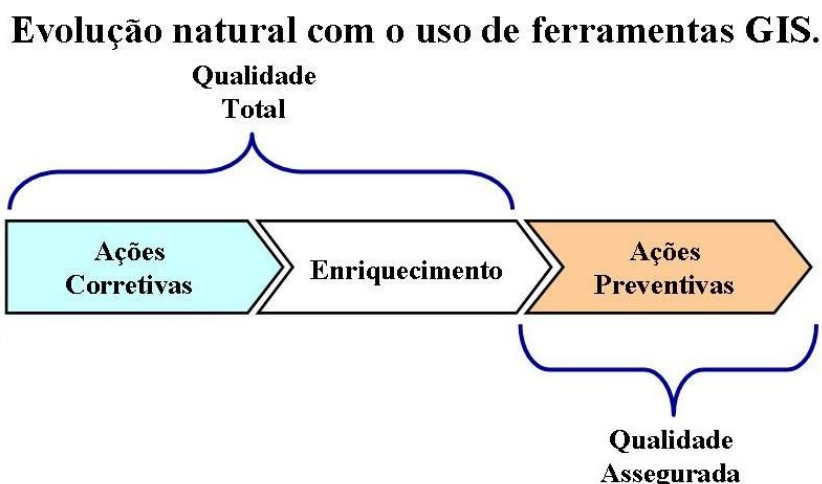 Evolução natural com o uso de ferramentas GIS.
Qualidade
Total
Ações
Corretivas
Enriquecimento
Ações
Preventivas
Qualidade
Assegurada